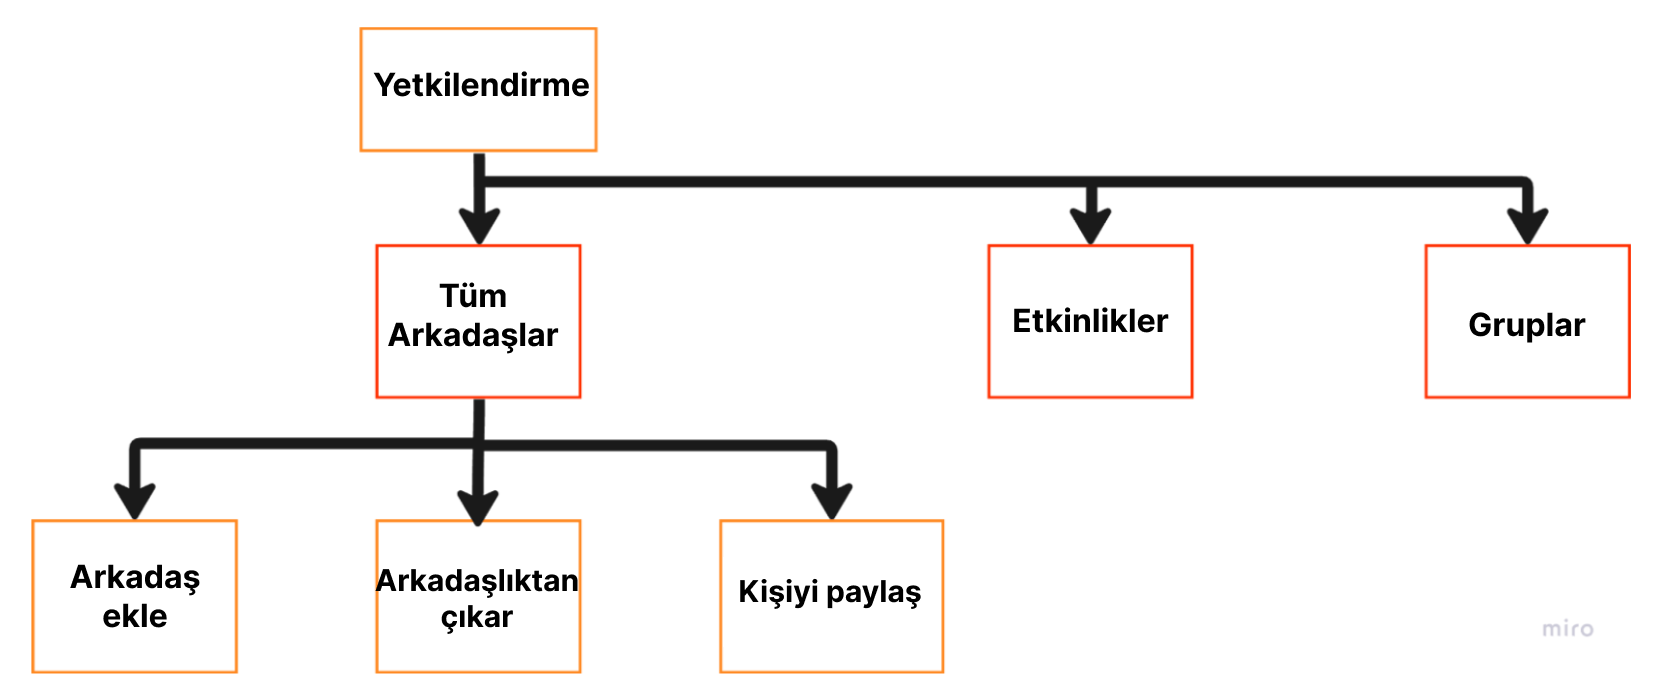 Yetkilendirme
Tüm
Arkadaşlar
Etkinlikler
Gruplar
Arkadaş
ekle
Arkadaşlıktan
çıkar
Kişiyi paylaş
miro